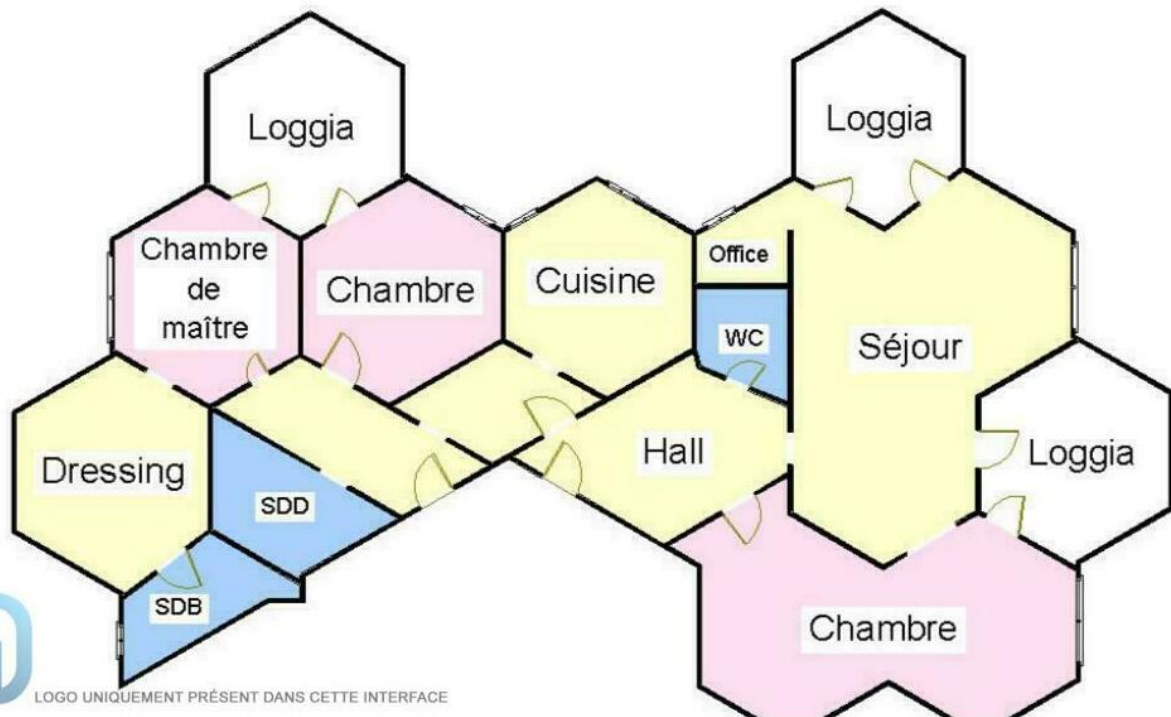 Loggia
Loggia
Chambre
de
maître
Chambre
Cuisine
Office
WC
Séjour
Dressing
SDD
Hall
Loggia
SDB
Chambre
LOGO UNIQUEMENT PRÉSENT DANS CETTE INTERFACE